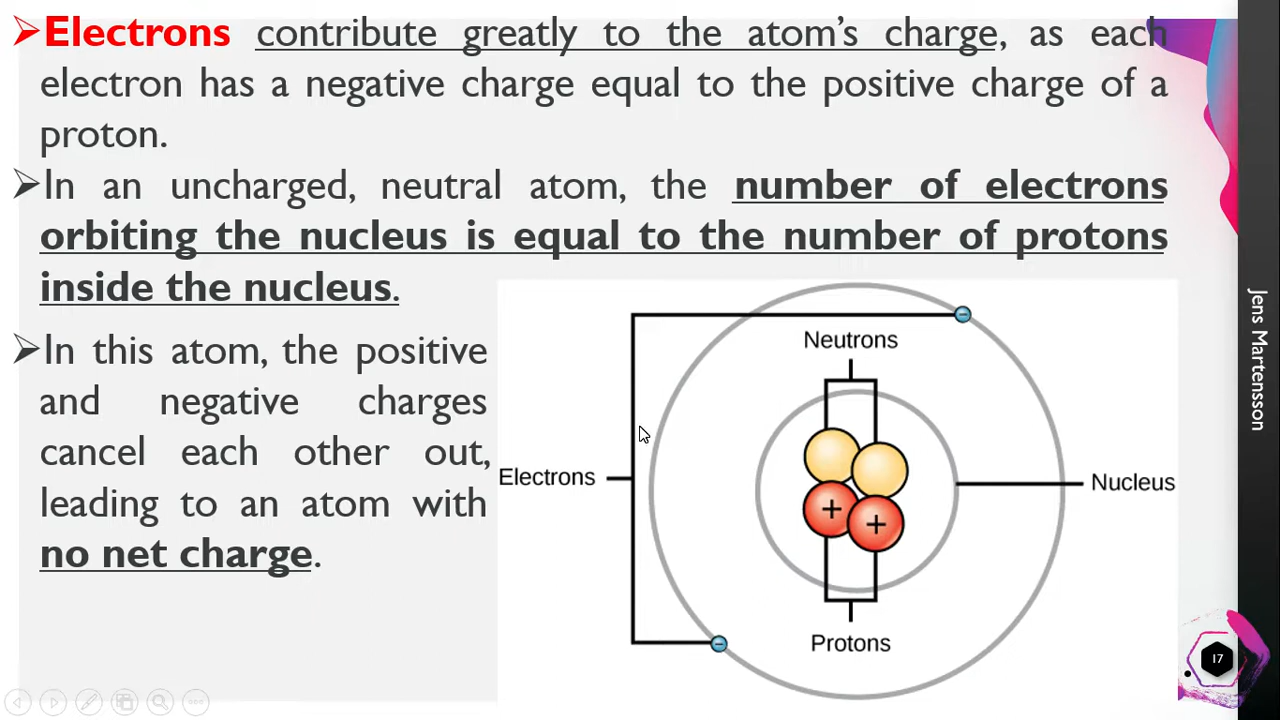 ➢Electrons contribute greatly to the atom’s charge, as each
electron has a negative charge equal to the positive charge of a
proton.
➢In an uncharged, neutral atom, the number of electrons
orbiting the nucleus is equal to the number of protons
inside the nucleus.
➢In this atom, the positive
and negative charges
cancel each other out,
leading to an atom with
no net charge.
Neutrons
Electrons
Nucleus
+
+
Protons
−
−
Jens Martensson
17